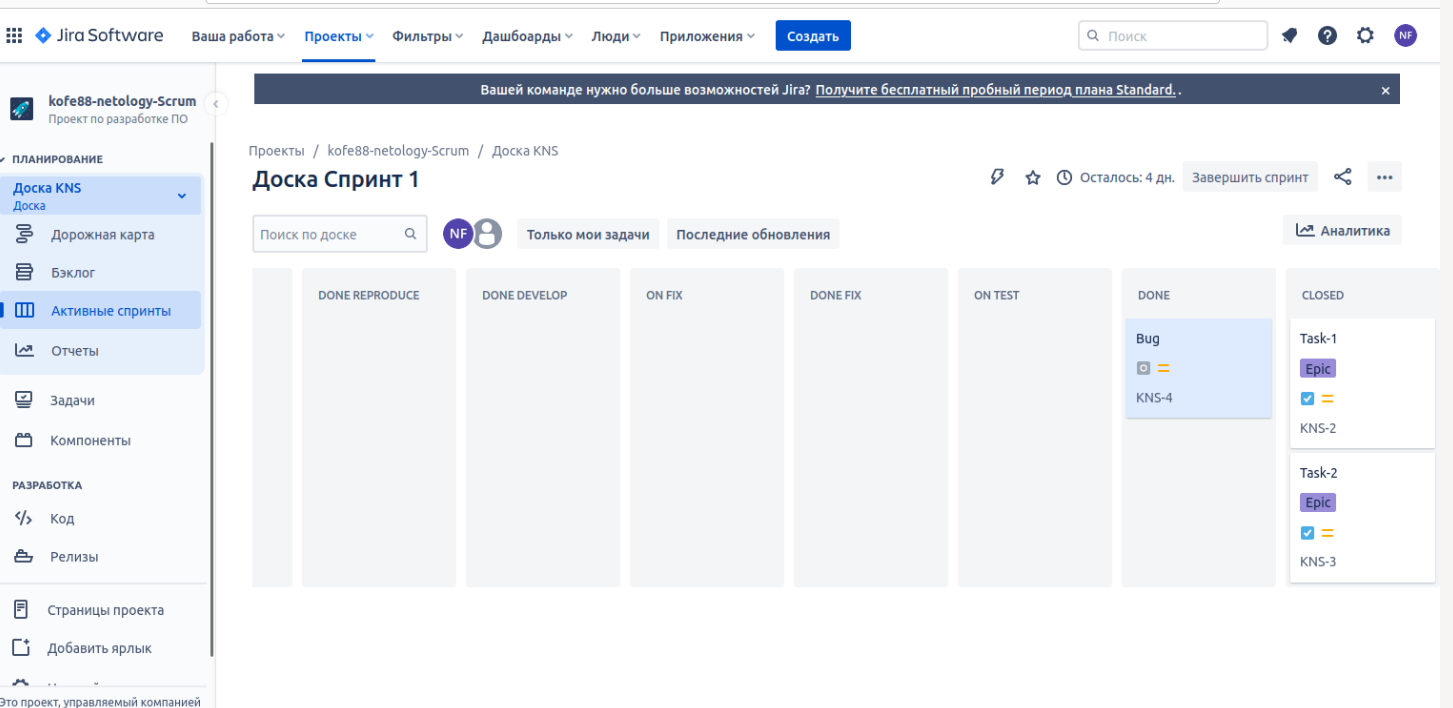 Jira Software
Ваша работа
Проекты
Фильтры
Дашборды
Люди
Приложения
Создать
Поиск
NF
kofe88-netology-Scrum
Проект по разработке ПО
Вашей команде нужно больше возможностей Jira? Получите бесплатный пробный период плана Standard. .
ПЛАНИРОВАНИЕ
Доска KNS
Доска
Дорожная карта
Бэклог
Активные спринты
Отчеты
Задачи
Компоненты
РАЗРАБОТКА
Код
Релизы
Страницы проекта
Добавить ярлык
Это проект, управляемый компанией
Проекты / kofe88-netology-Scrum / Доска KNS
Доска Спринт 1
Осталось: 4 дн.
Завершить спринт
Поиск по доске
NF
Только мои задачи
Последние обновления
Аналитика
DONE REPRODUCE
DONE DEVELOP
ON FIX
DONE FIX
ON TEST
DONE
CLOSED
Bug
KNS-4
Task-1
Epic
KNS-2
Task-2
Epic
KNS-3